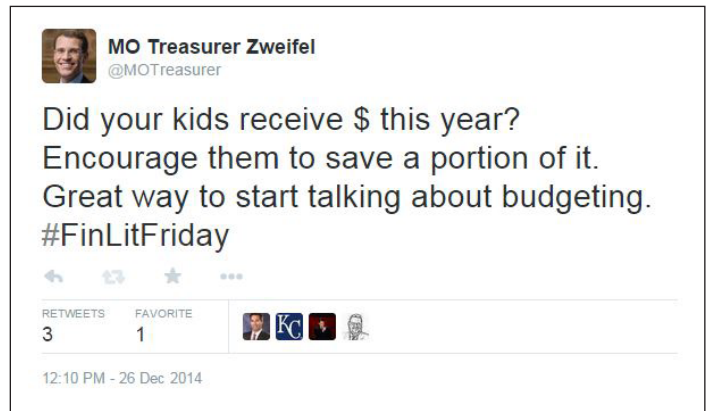 MO Treasurer Zweifel
@MOTreasurer
Did your kids receive $ this year?
Encourage them to save a portion of it.
Great way to start talking about budgeting.
#FinLitFriday
RETWEETS FAVORITE
3 1
KC
12:10 PM - 26 Dec 2014